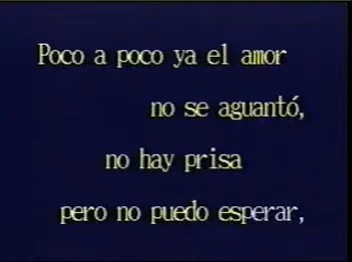 Poco a poco ya el amor
no se aguantó,
no hay prisa
pero no puedo esperar,